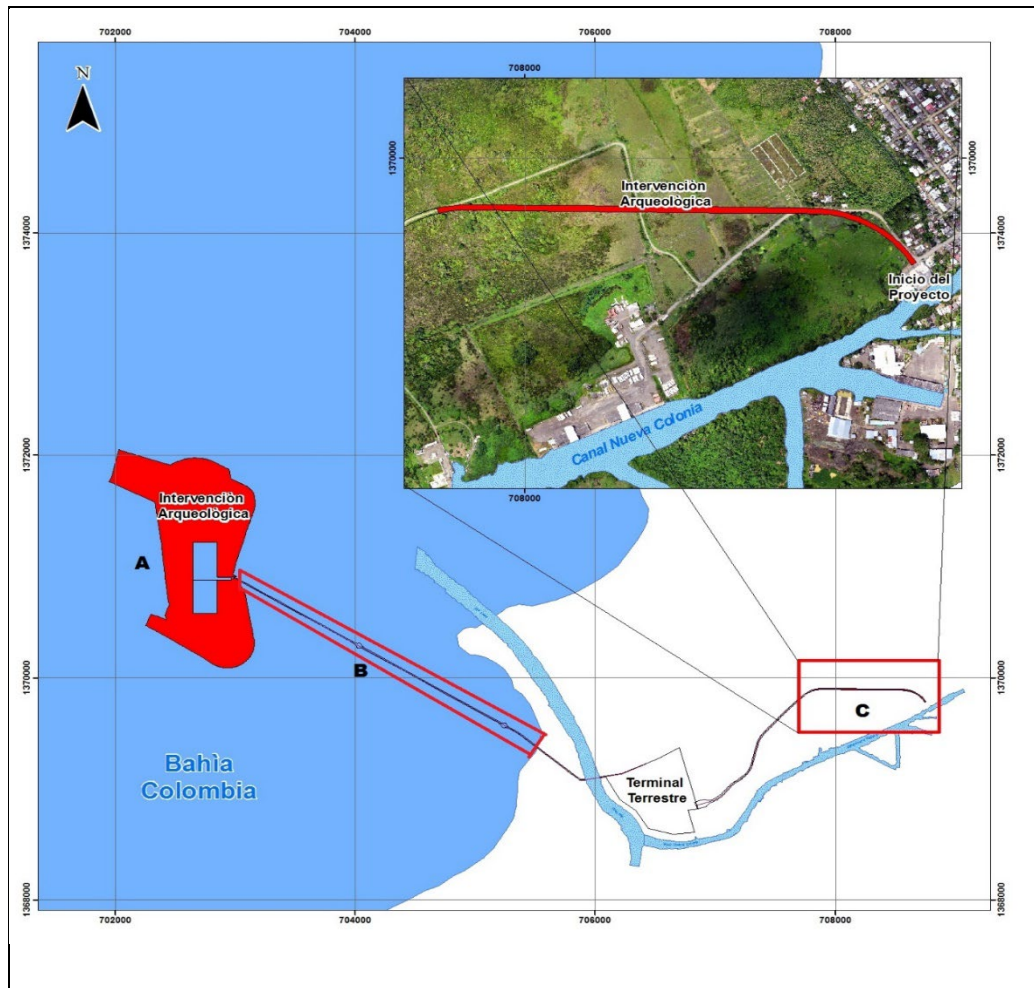 702000
704000
706000
708000
N
708000
1374000
1370000
1370000
1374000
Intervenciòn
Arqueològica
Inicio del
Proyecto
Canal Nueva Colonia
708000
1372000
1372000
Intervenciòn
Arqueològica
A
B
1370000
1370000
C
Bahìa
Colombia
Terminal
Terrestre
1368000
1368000
702000
704000
706000
708000